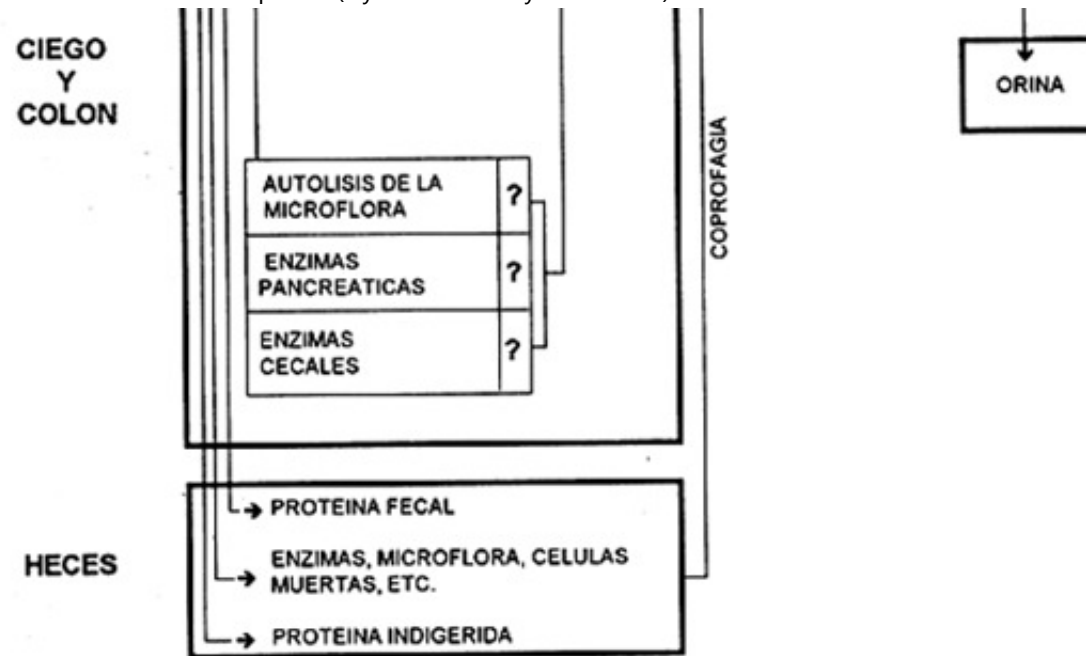 CIEGO
Y
COLON
ORINA
COPROFAGIA
AUTOLISIS DE LA
MICROFLORA
?
ENZIMAS
PANCREATICAS
?
ENZIMAS
CECALES
?
HECES
PROTEINA FECAL
ENZIMAS, MICROFLORA, CELULAS
MUERTAS, ETC.
PROTEINA INDIGERIDA